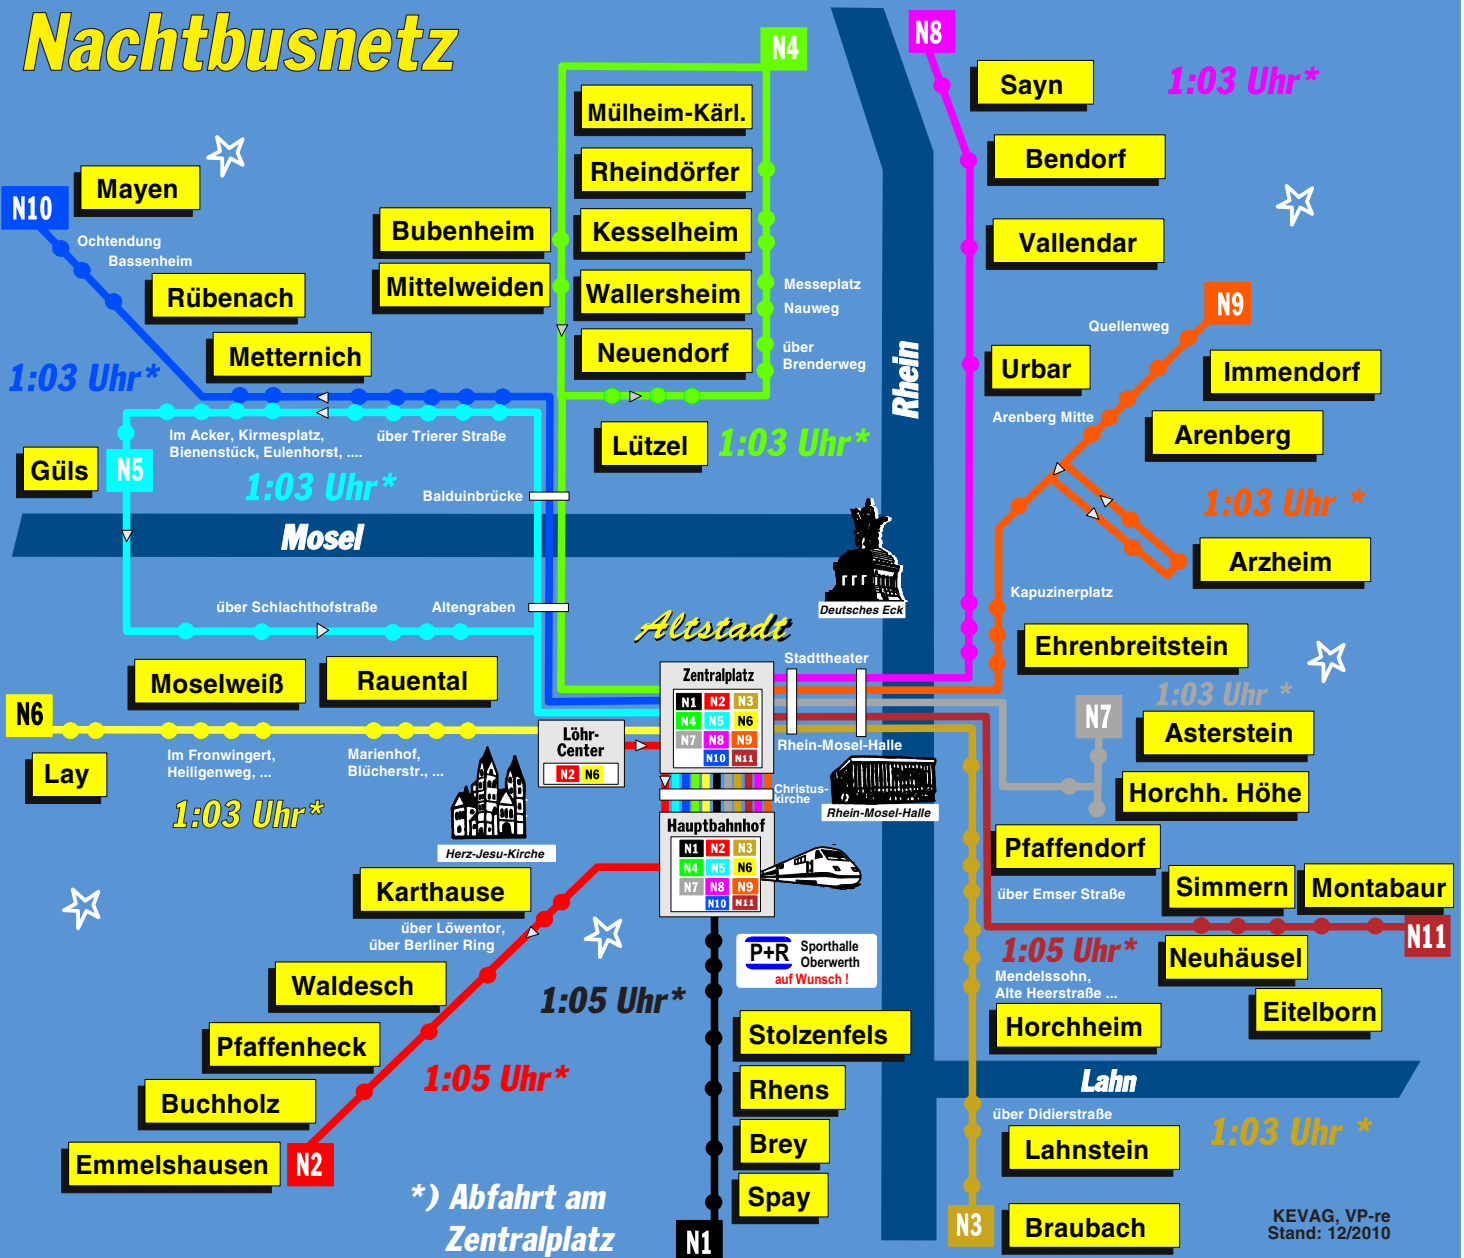 Nachtbusnetz
N4
N8
Sayn
1:03 Uhr*
Mülheim-Kärl.
Bendorf
Rheindörfer
Mayen
N10
Ochtendung
Bassenheim
Bubenheim
Kesselheim
Vallendar
Rübenach
Mittelweiden
Wallersheim
Messeplatz
Nauweg
N9
Quellenweg
Metternich
Neuendorf
über
Brenderweg
Rhein
Urbar
Immendorf
1:03 Uhr*
Arenberg Mitte
Arenberg
Im Acker, Kirmesplatz,
Bienenstück, Eulenhorst, ....
über Trierer Straße
Lützel
1:03 Uhr*
Güls
N5
1:03 Uhr*
Balduinbrücke
1:03 Uhr *
Mosel
Arzheim
Deutsches Eck
Kapuzinerplatz
über Schlachthofstraße
Altengraben
Altstadt
Ehrenbreitstein
Moselweiß
Rauental
Stadttheater
Zentralplatz
N1 N2 N3
N4 N5 N6
N7 N8 N9
N10 N11
1:03 Uhr *
N7
Asterstein
N6
Löhr-
Center
N2 N6
Rhein-Mosel-Halle
Lay
Im Fronwingert,
Heiligenweg, ...
Marienhof,
Blücherstr., ...
Christus-
kirche
Horchh. Höhe
1:03 Uhr*
Herz-Jesu-Kirche
Rhein-Mosel-Halle
Hauptbahnhof
N1 N2 N3
N4 N5 N6
N7 N8 N9
N10 N11
Pfaffendorf
über Emser Straße
Simmern
Montabaur
N11
Karthause
über Löwentor,
über Berliner Ring
P+R Sporthalle
Oberwerth
auf Wunsch !
1:05 Uhr*
Neuhäusel
Mendelssohn,
Alte Heerstraße ...
Waldesch
1:05 Uhr*
Eitelborn
Horchheim
Pfaffenheck
Stolzenfels
1:05 Uhr*
Lahn
Buchholz
Rhens
über Didierstraße
1:03 Uhr *
Emmelshausen
N2
Brey
Lahnstein
Spay
*) Abfahrt am
Zentralplatz
N1
N3
Braubach
KEVAG, VP-re
Stand: 12/2010